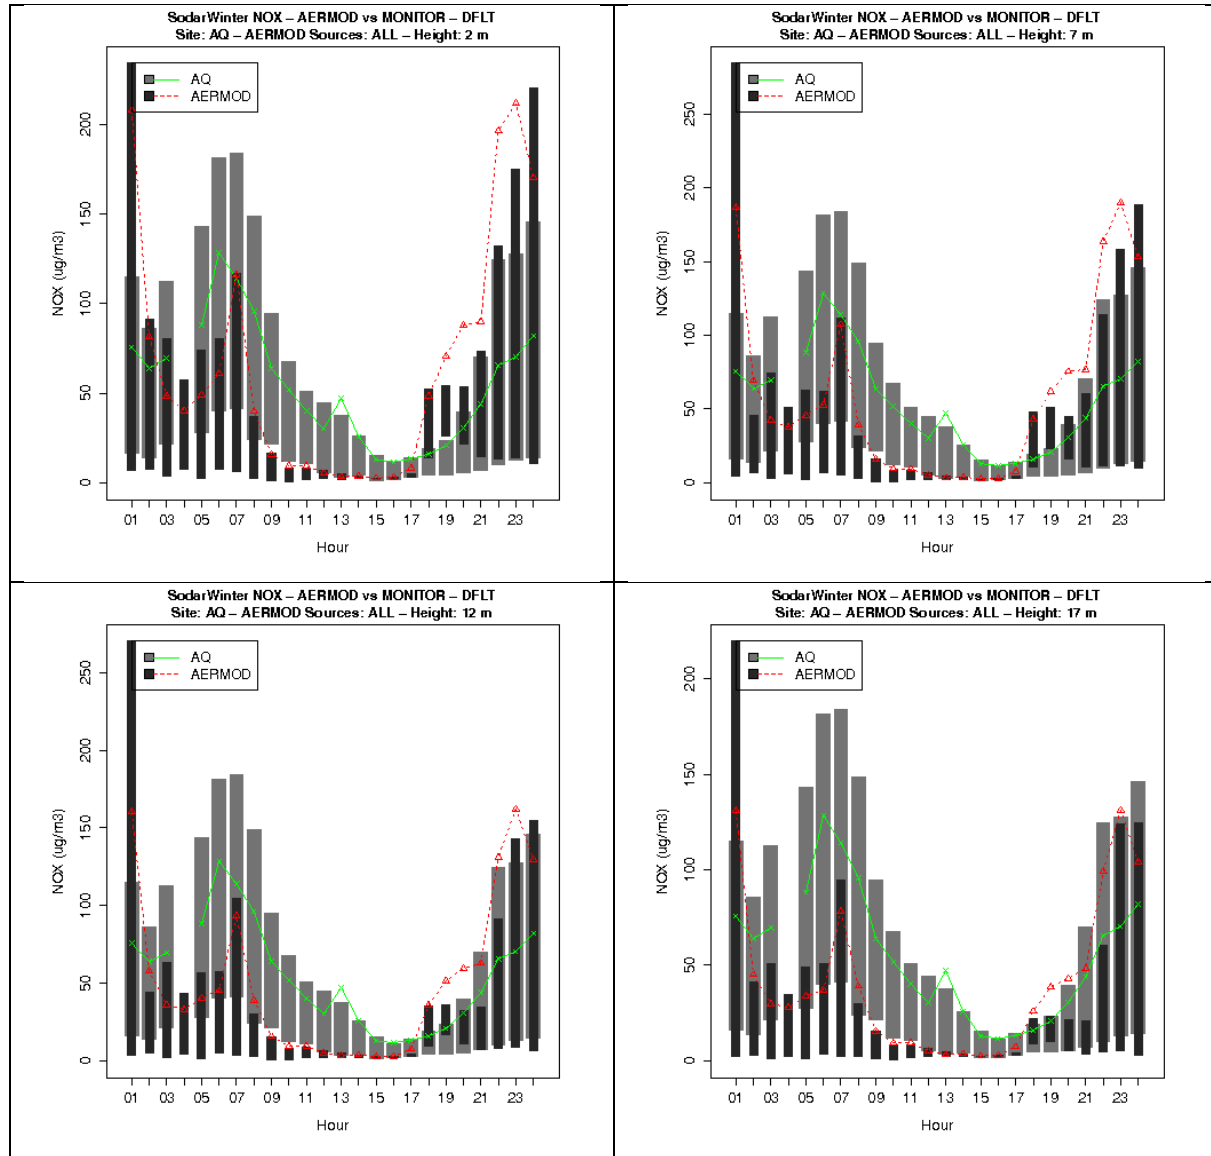 SodarWinter NOX – AERMOD vs MONITOR – DFLT
Site: AQ – AERMOD Sources: ALL – Height: 2 m
AQ
AERMOD
NOX (ug/m3)
200
150
100
50
0
01 03 05 07 09 11 13 15 17 19 21 23
Hour
SodarWinter NOX – AERMOD vs MONITOR – DFLT
Site: AQ – AERMOD Sources: ALL – Height: 7 m
AQ
AERMOD
NOX (ug/m3)
250
200
150
100
50
0
01 03 05 07 09 11 13 15 17 19 21 23
Hour
SodarWinter NOX – AERMOD vs MONITOR – DFLT
Site: AQ – AERMOD Sources: ALL – Height: 12 m
AQ
AERMOD
NOX (ug/m3)
250
200
150
100
50
0
01 03 05 07 09 11 13 15 17 19 21 23
Hour
SodarWinter NOX – AERMOD vs MONITOR – DFLT
Site: AQ – AERMOD Sources: ALL – Height: 17 m
AQ
AERMOD
NOX (ug/m3)
200
150
100
50
0
01 03 05 07 09 11 13 15 17 19 21 23
Hour